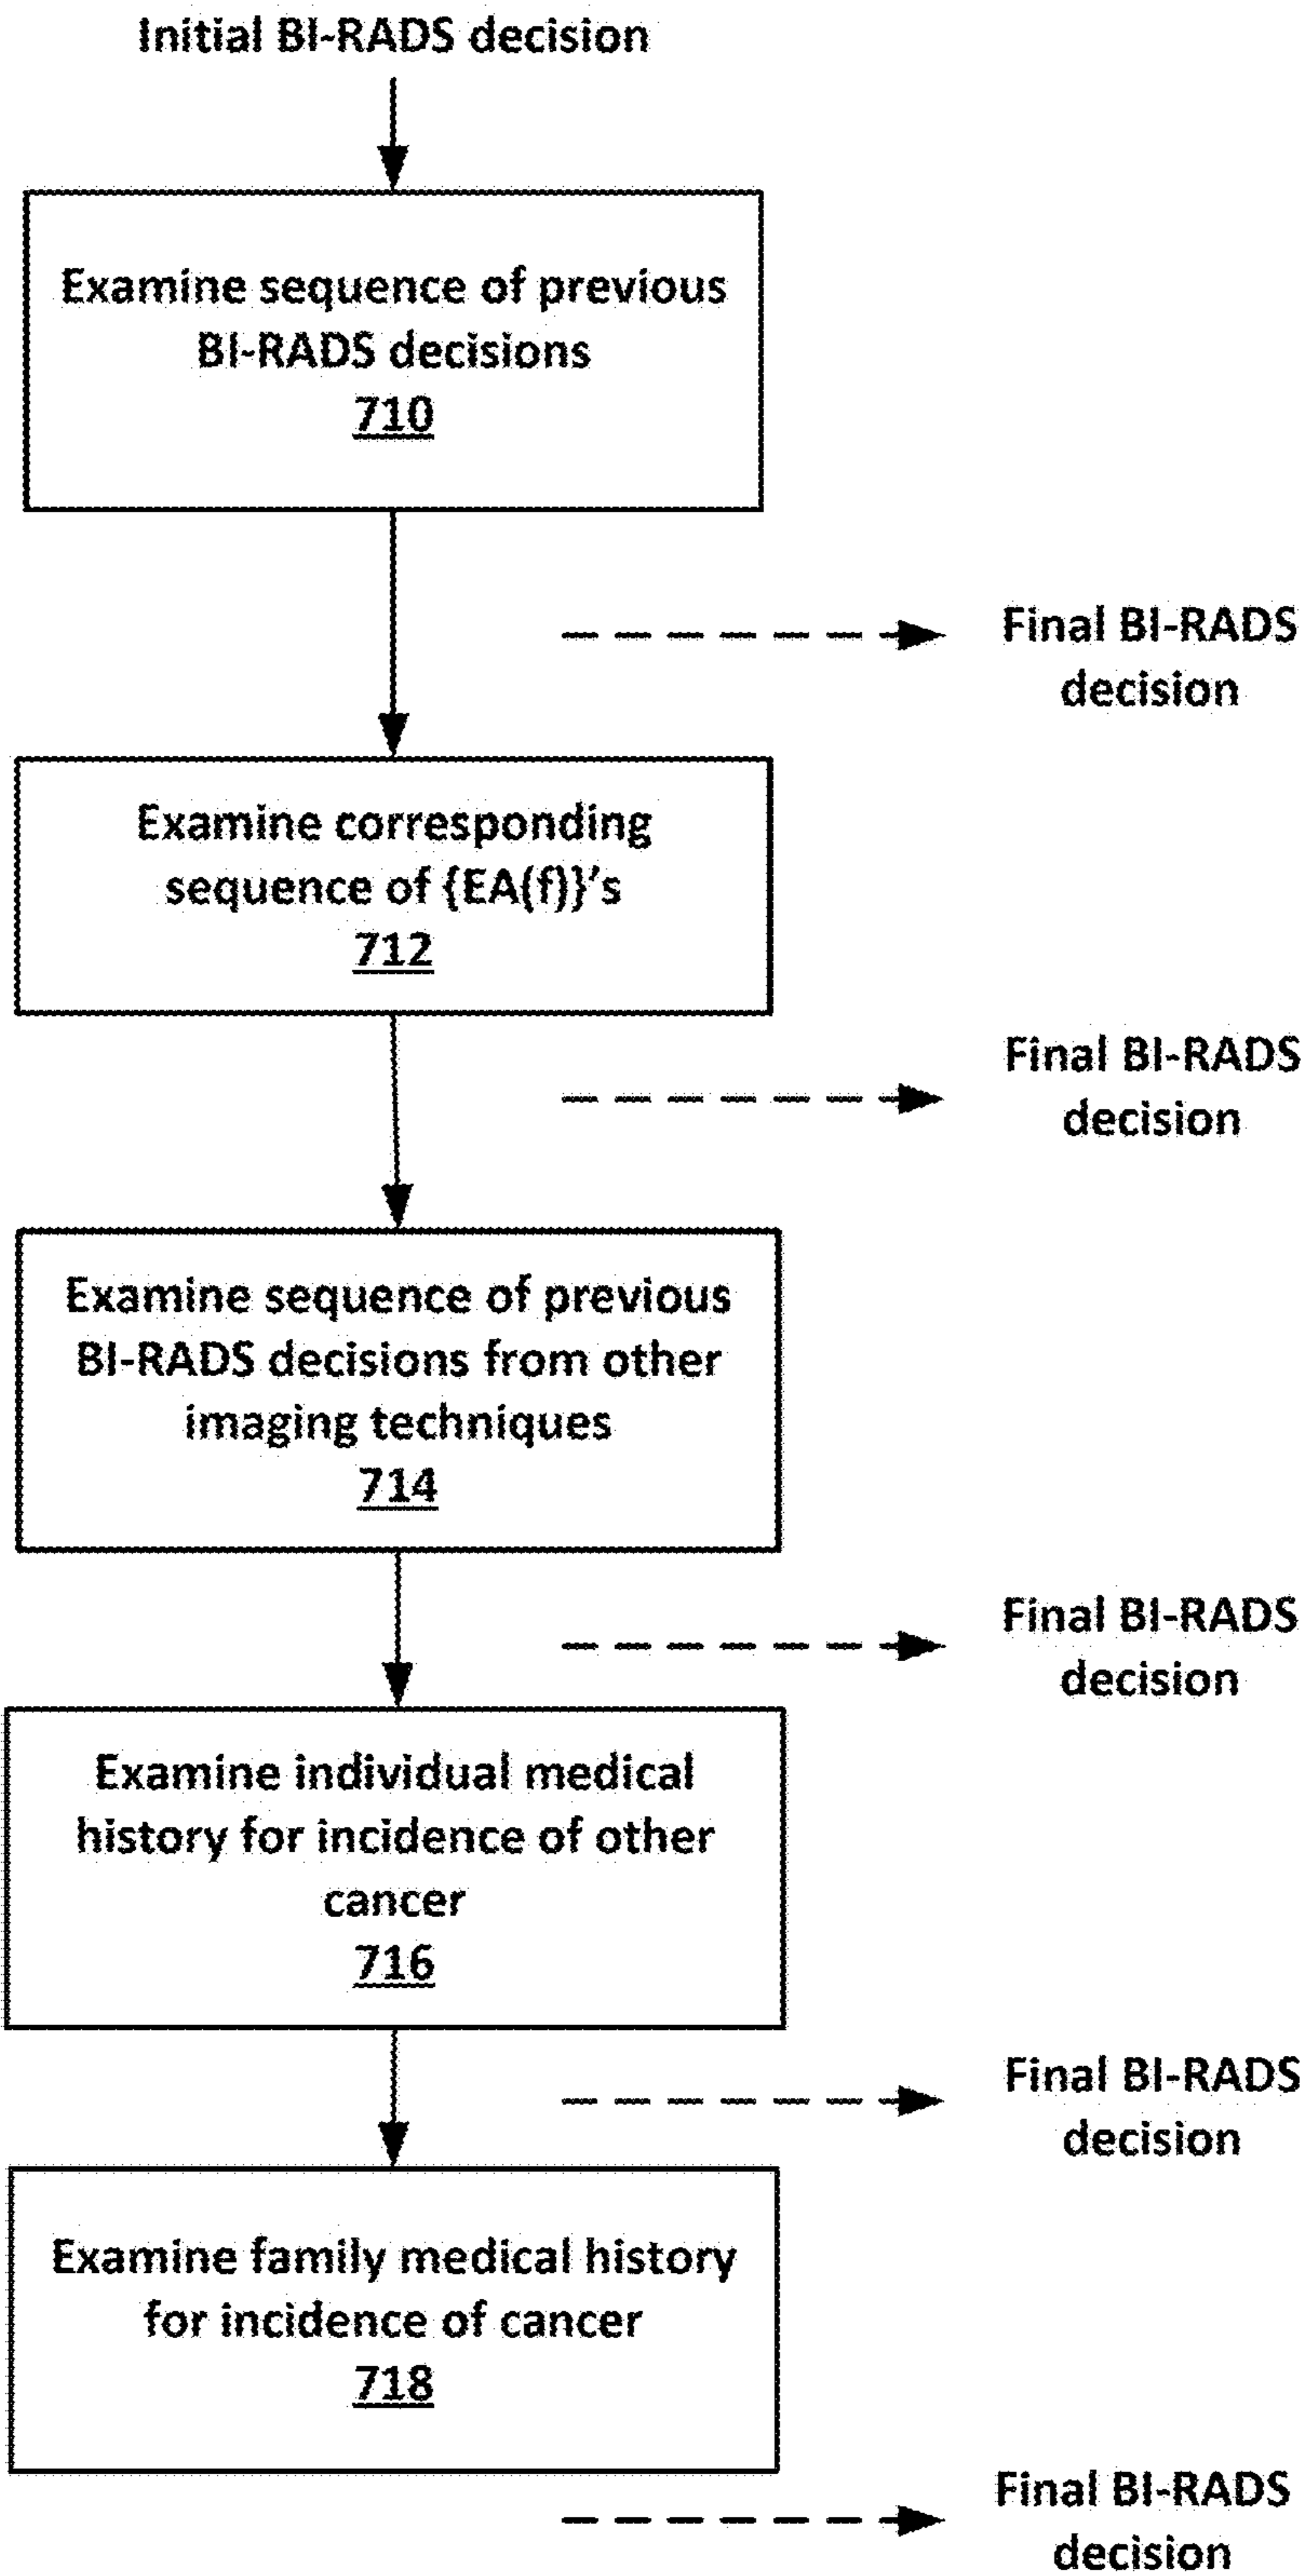 Initial BI-RADS decision
Examine sequence of previous
BI-RADS decisions
710
Final BI-RADS
decision
Examine corresponding
sequence of {EA(f)}'s
712
Final BI-RADS
decision
Examine sequence of previous
BI-RADS decisions from other
imaging techniques
714
Final BI-RADS
decision
Examine individual medical
history for incidence of other
cancer
716
Final BI-RADS
decision
Examine family medical history
for incidence of cancer
718
Final BI-RADS
decision